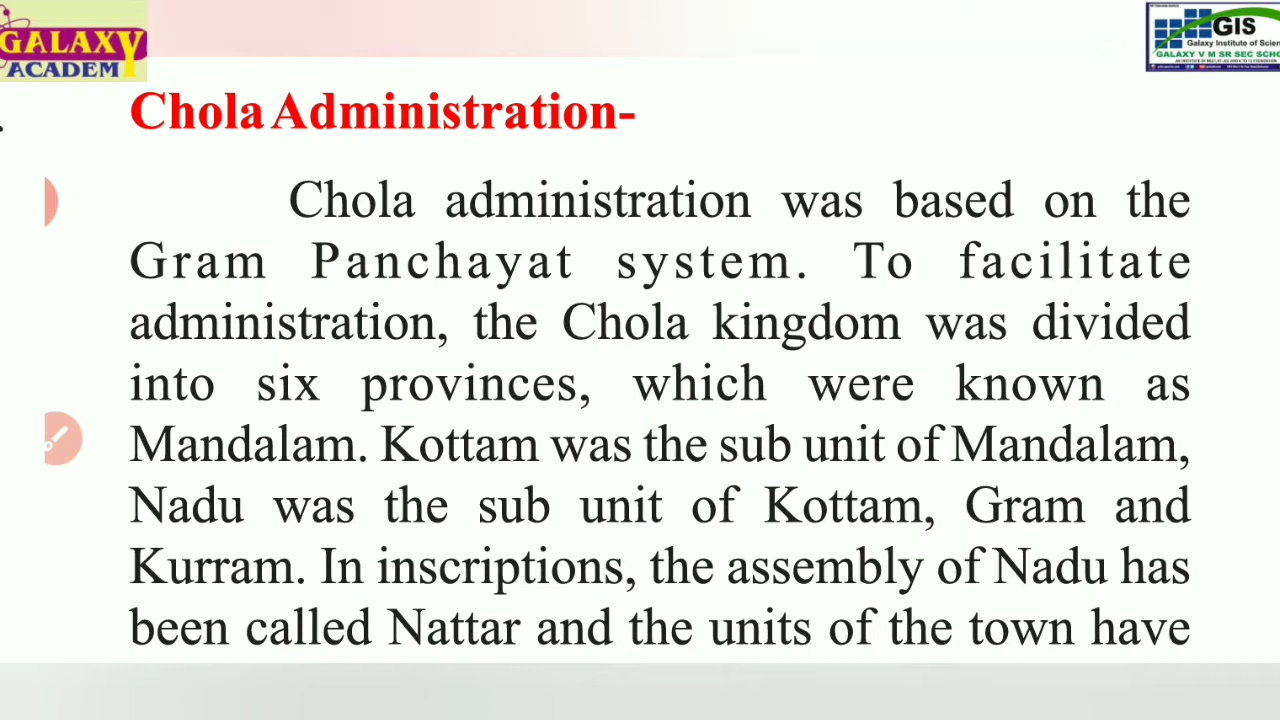 GALAXY
ACADEM
GIS
Galaxy Institute of Scien
GALAXY V M SR SEC SCHO
Chola Administration-
Chola administration was based on the
Gram Panchayat system. To facilitate
administration, the Chola kingdom was divided
into six provinces, which were known as
Mandalam. Kottam was the sub unit of Mandalam,
Nadu was the sub unit of Kottam, Gram and
Kurram. In inscriptions, the assembly of Nadu has
been called Nattar and the units of the town have